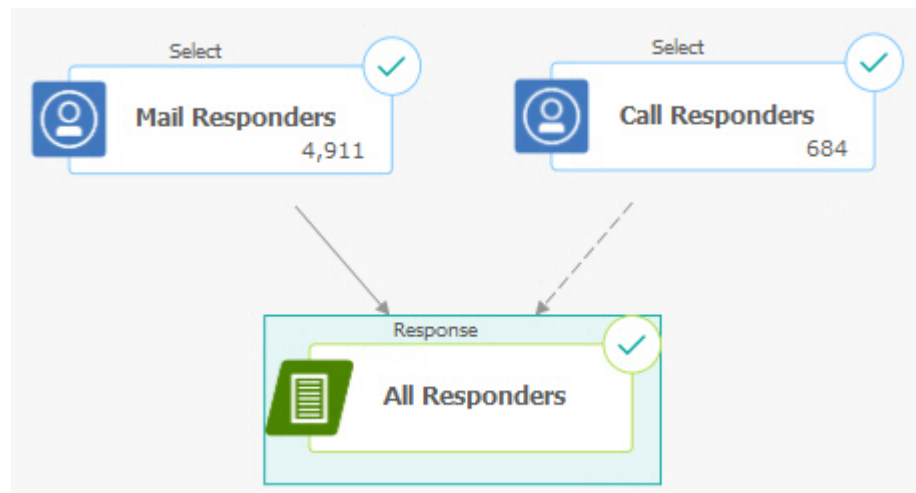 Select
Mail Responders
4,911
Select
Call Responders
684
Response
All Responders